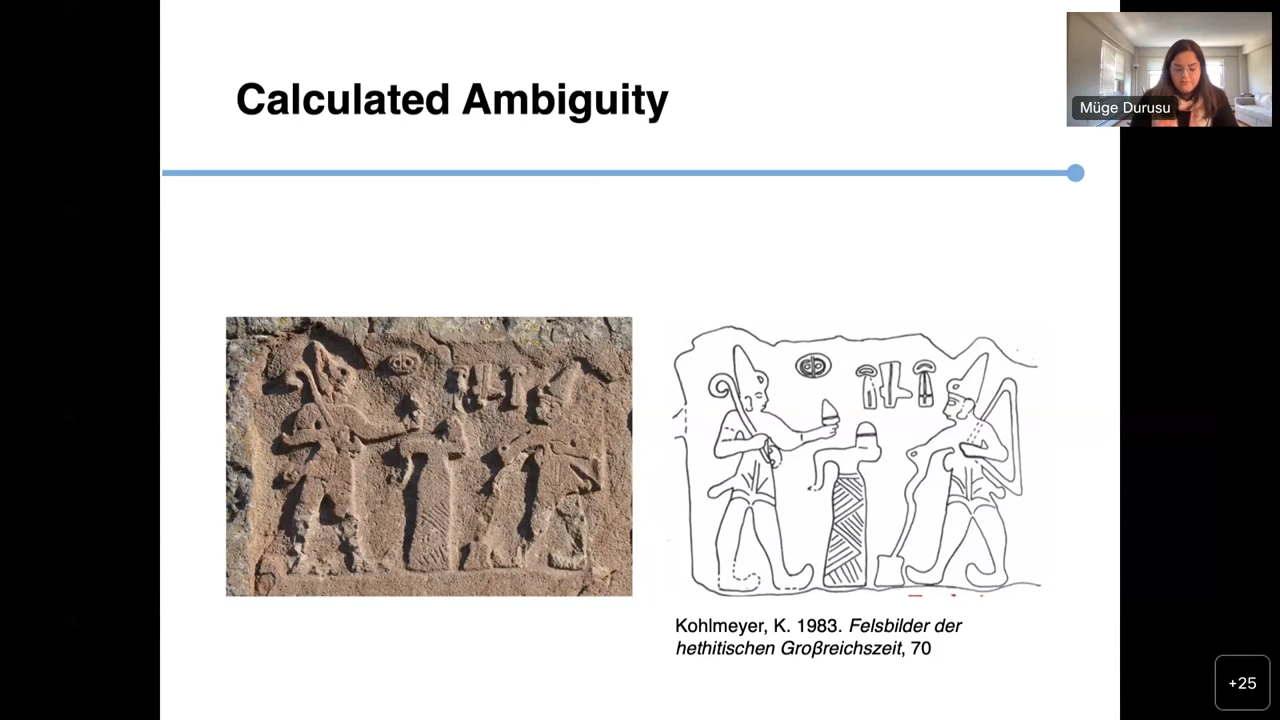 Calculated Ambiguity
Müge Durusu
Kohlmeyer, K. 1983. Felsbilder der
hethitischen Groβreichszeit, 70
+25